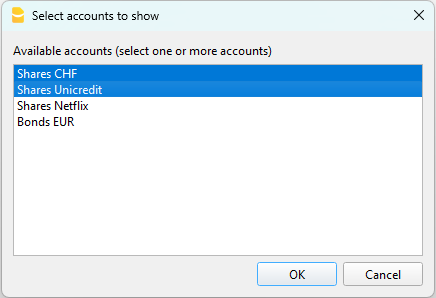 Select accounts to show
Available accounts (select one or more accounts)
Shares CHF
Shares Unicredit
Shares Netflix
Bonds EUR
OK
Cancel